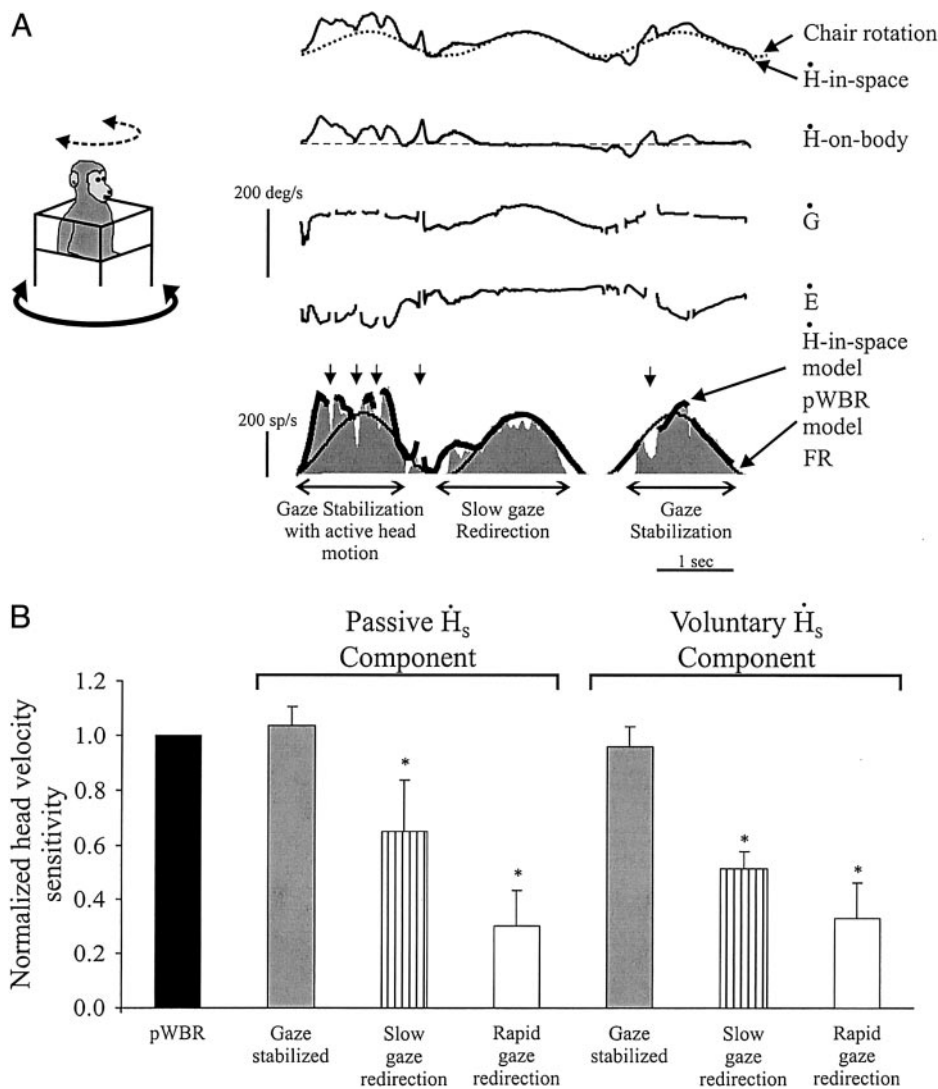 A
Chair rotation
Ḣ-in-space
Ḣ-on-body
200 deg/s
Ġ
Ė
Ḣ-in-space
model
200 sp/s
pWBR
model
FR
Gaze Stabilization
with active head
motion
Slow gaze
Redirection
Gaze
Stabilization
1 sec
B
Passive Ḣs
Component
Voluntary Ḣs
Component
Normalized head velocity
sensitivity
1.2
1.0
0.8
0.6
0.4
0.2
0.0
*
*
*
*
pWBR
Gaze
stabilized
Slow
gaze
redirection
Rapid
gaze
redirection
Gaze
stabilized
Slow
gaze
redirection
Rapid
gaze
redirection